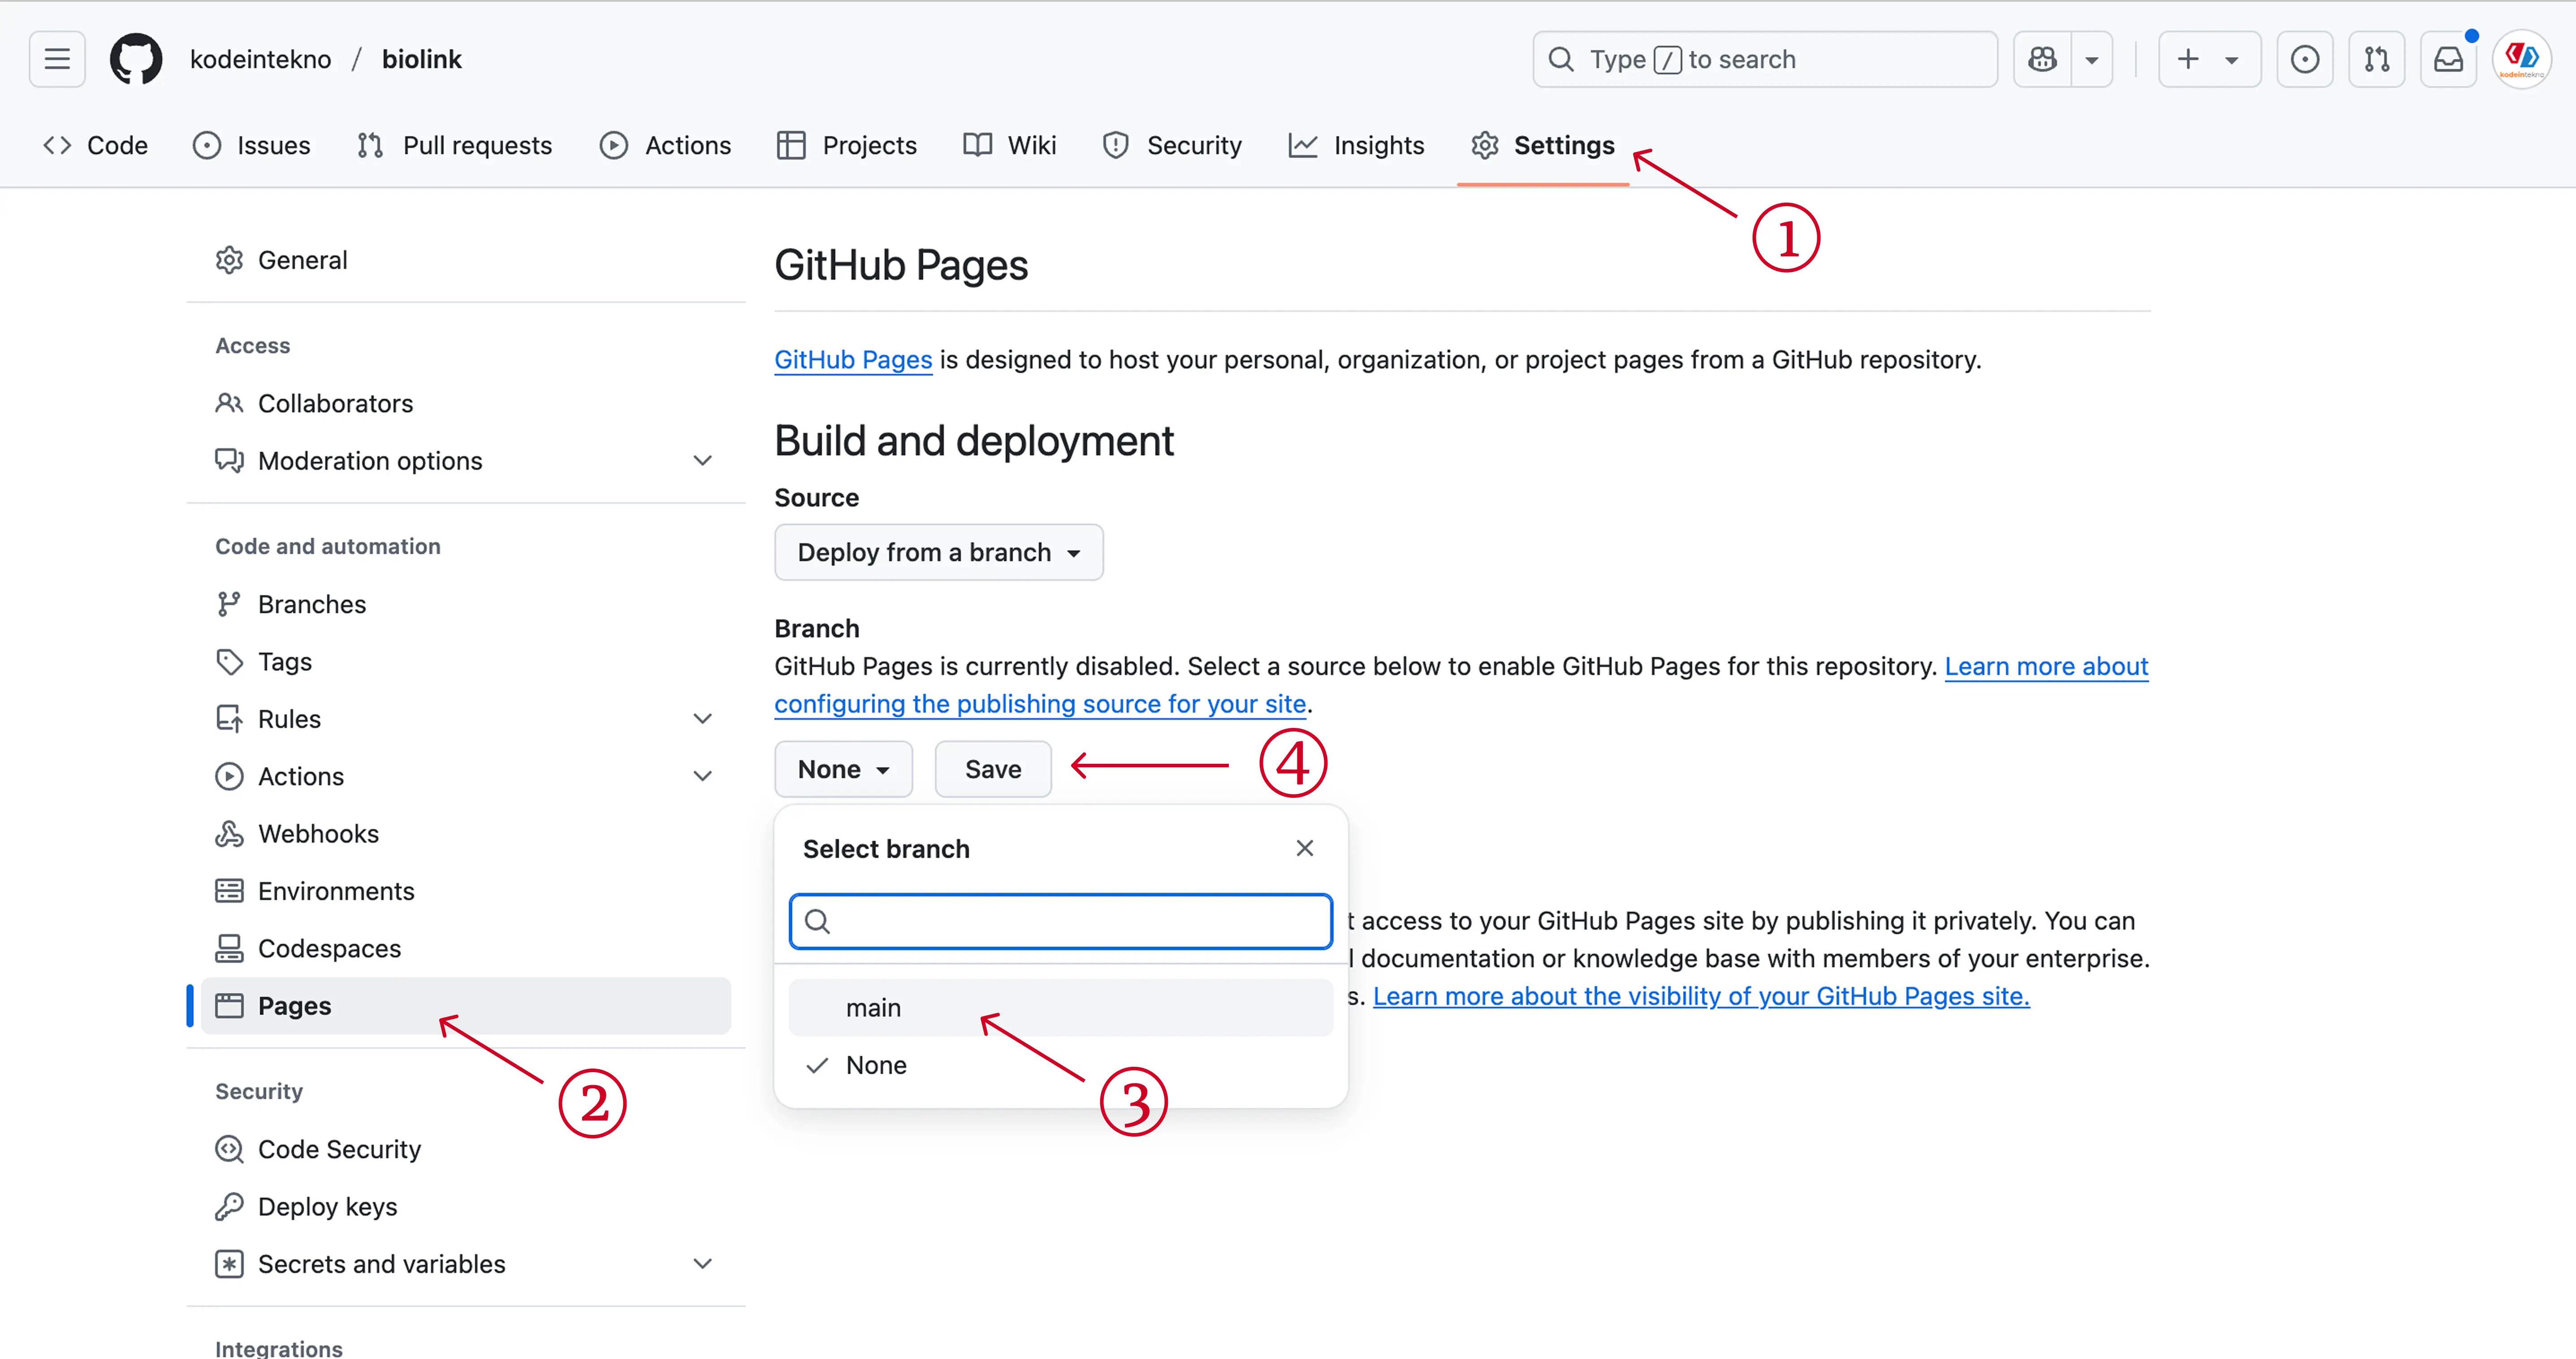 kodeintekno / biolink
Type / to search
kodeintekno
Code Issues Pull requests Actions Projects Wiki Security Insights Settings
1
General
Access
Collaborators
Moderation options
Code and automation
Branches
Tags
Rules
Actions
Webhooks
Environments
Codespaces
Pages
2
Security
Code Security
Deploy keys
Secrets and variables
Integrations
GitHub Pages
GitHub Pages is designed to host your personal, organization, or project pages from a GitHub repository.
Build and deployment
Source
Deploy from a branch
Branch
GitHub Pages is currently disabled. Select a source below to enable GitHub Pages for this repository. Learn more about
configuring the publishing source for your site.
None Save
4
Select branch
main
None
3
t access to your GitHub Pages site by publishing it privately. You can
l documentation or knowledge base with members of your enterprise.
s. Learn more about the visibility of your GitHub Pages site.